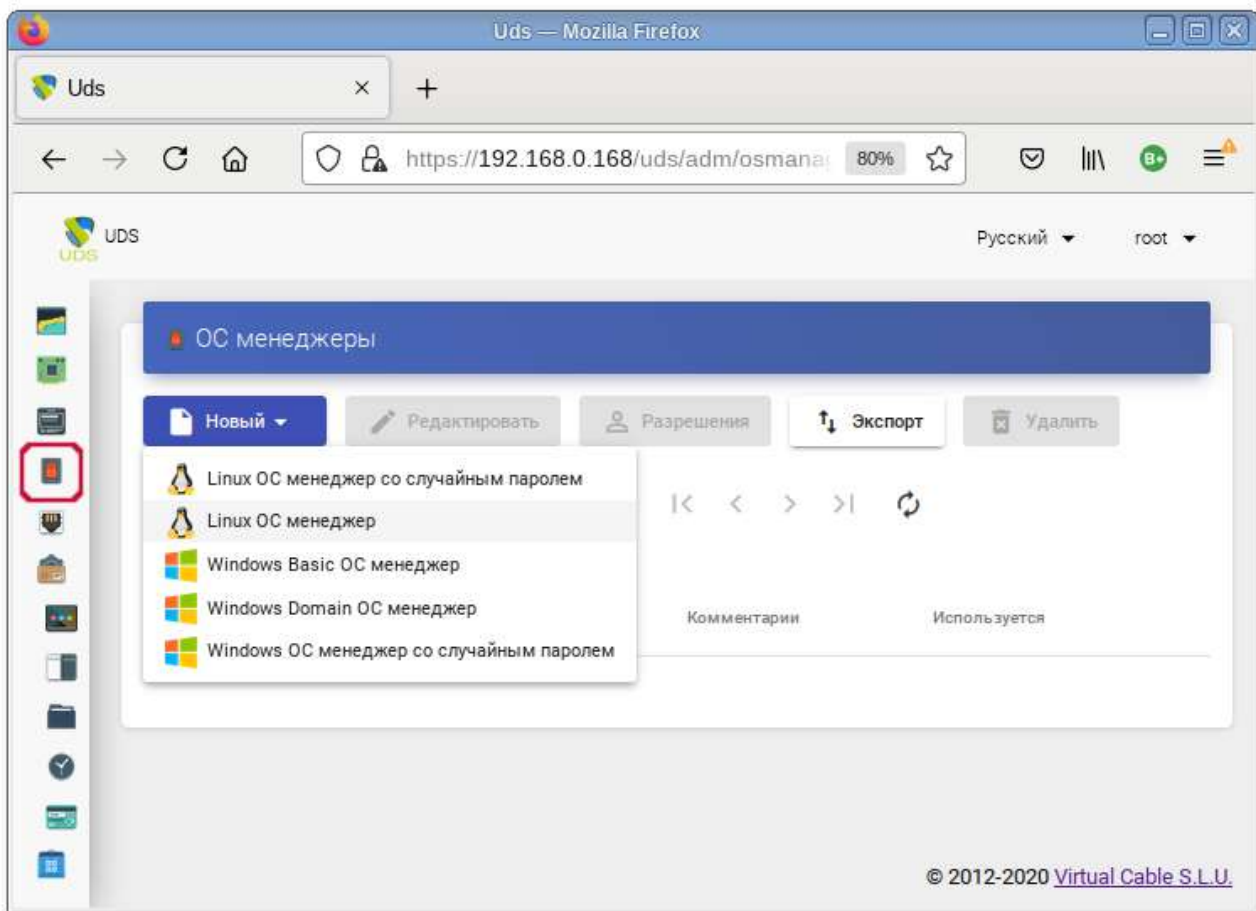 Uds — Mozilla Firefox
Uds
https://192.168.0.168/uds/adm/osmana
80%
UDS
UDS
Русский
root
ОС менеджеры
Новый
Редактировать
Разрешения
Экспорт
Удалить
Linux ОС менеджер со случайным паролем
Linux ОС менеджер
Windows Basic ОС менеджер
Windows Domain ОС менеджер
Windows ОС менеджер со случайным паролем
Комментарии
Используется
© 2012-2020 Virtual Cable S.L.U.